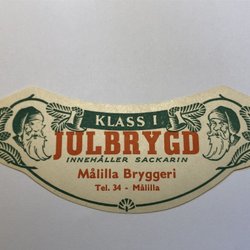 KLASS I
JULBRYGD
INNEHÅLLER SACKARIN
Målilla Bryggeri
Tel. 34 - Målilla